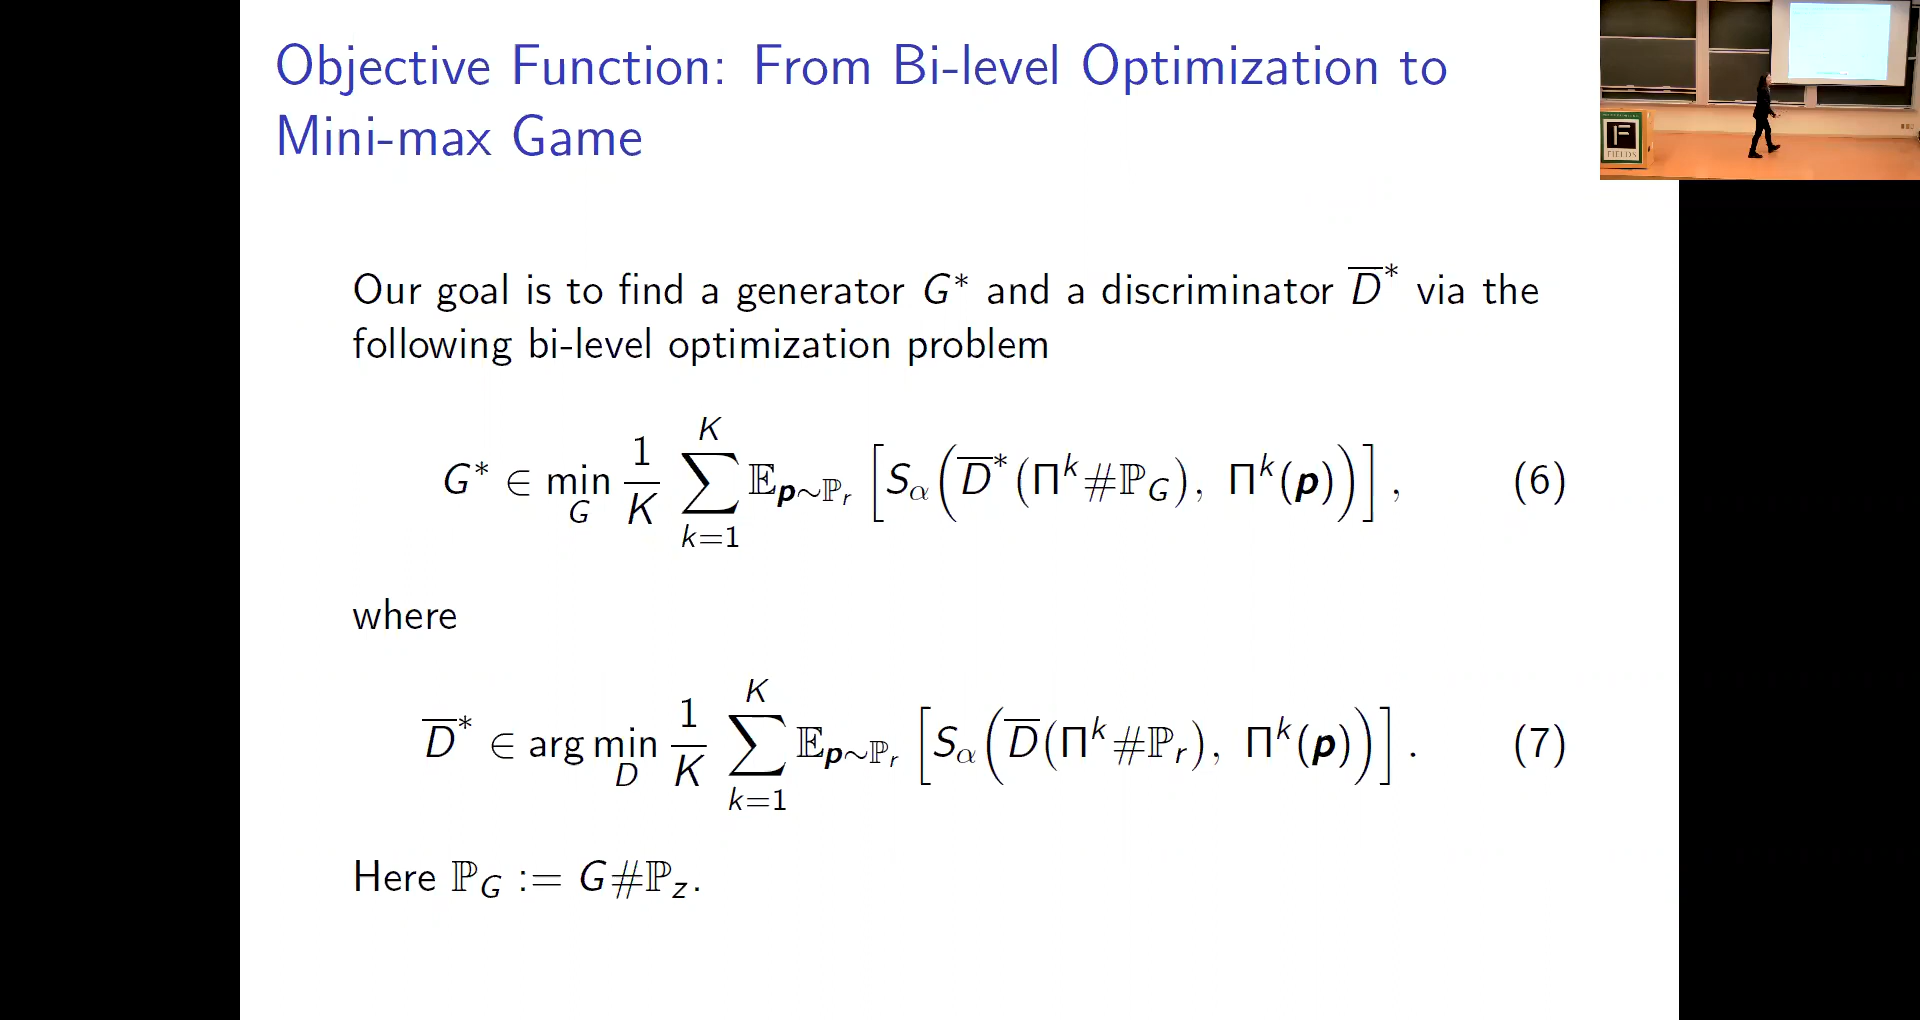 Objective Function: From Bi-level Optimization to
Mini-max Game
Our goal is to find a generator G* and a discriminator D̅* via the
following bi-level optimization problem
G* ∈ min_G 1/K ∑_{k=1}^{K} 𝔼_{p∼ℙ_r} [ S_α ( D̅* (Π^k#ℙ_G), Π^k(p) ) ] , (6)
where
D̅* ∈ arg min_D 1/K ∑_{k=1}^{K} 𝔼_{p∼ℙ_r} [ S_α ( D̅ (Π^k#ℙ_r), Π^k(p) ) ] . (7)
Here ℙ_G := G#ℙ_z.
F
FIELDS